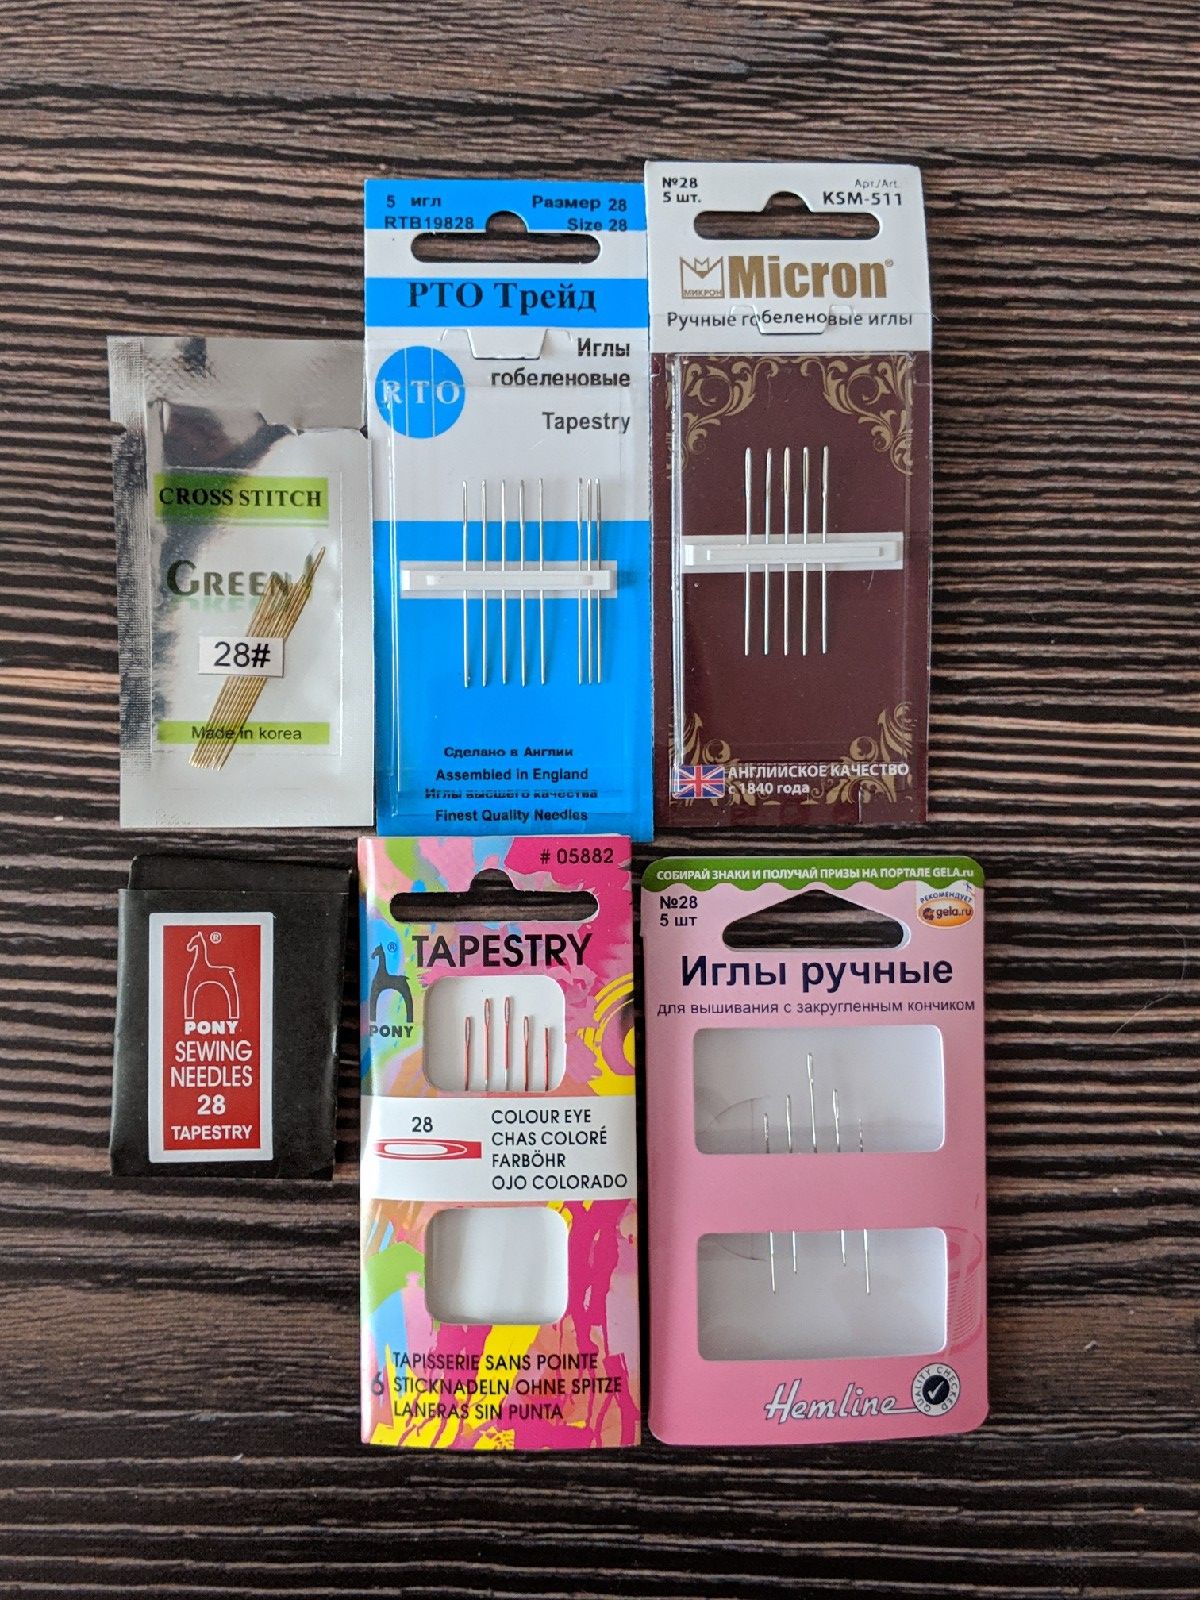 CROSS STITCH
GREEN
28#
Made in korea
5 игл
Размер 28
RTB19828
Size 28
РТО Трейд
RTO
Иглы
гобеленовые
Tapestry
Сделано в Англии
Assembled in England
Иглы высшего качества
Finest Quality Needles
№28
5 шт.
Арт./Art.
KSM-511
МИКРОН
Micron®
Ручные гобеленовые иглы
АНГЛИЙСКОЕ КАЧЕСТВО
с 1840 года
®
PONY
SEWING
NEEDLES
28
TAPESTRY
# 05882
TAPESTRY
®
PONY
28
COLOUR EYE
CHAS COLORÉ
FARBÖHR
OJO COLORADO
TAPISSERIE SANS POINTE
6 STICKNADELN OHNE SPITZE
LANERAS SIN PUNTA
СОБИРАЙ ЗНАКИ И ПОЛУЧАЙ ПРИЗЫ НА ПОРТАЛЕ GELA.ru
№28
5 шт
РЕКОМЕНДУЕТ
gela.ru
Иглы ручные
для вышивания с закругленным кончиком
Hemline
QUALITY CHECKED